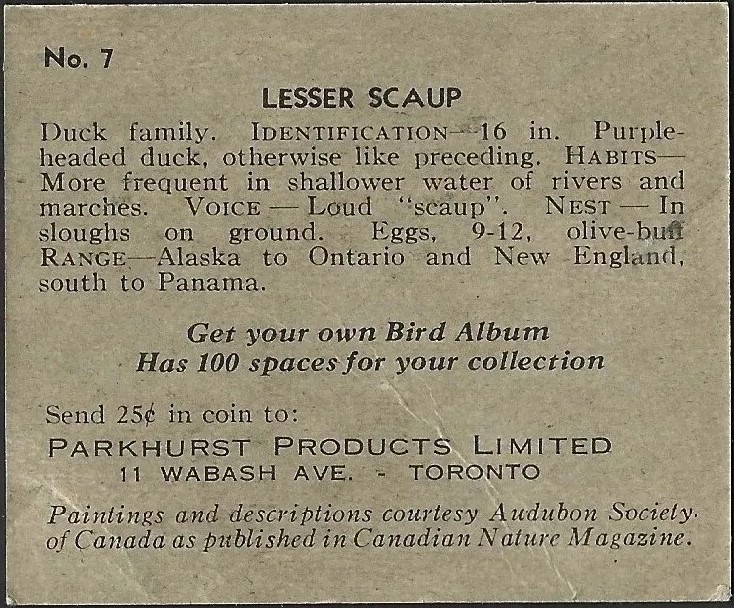 No. 7
LESSER SCAUP
Duck family. IDENTIFICATION—16 in. Purple-
headed duck, otherwise like preceding. HABITS—
More frequent in shallower water of rivers and
marches. VOICE — Loud "scaup". NEST — In
sloughs on ground. Eggs, 9-12, olive-buff
RANGE—Alaska to Ontario and New England,
south to Panama.
Get your own Bird Album
Has 100 spaces for your collection
Send 25¢ in coin to:
PARKHURST PRODUCTS LIMITED
11 WABASH AVE. - TORONTO
Paintings and descriptions courtesy Audubon Society
of Canada as published in Canadian Nature Magazine.